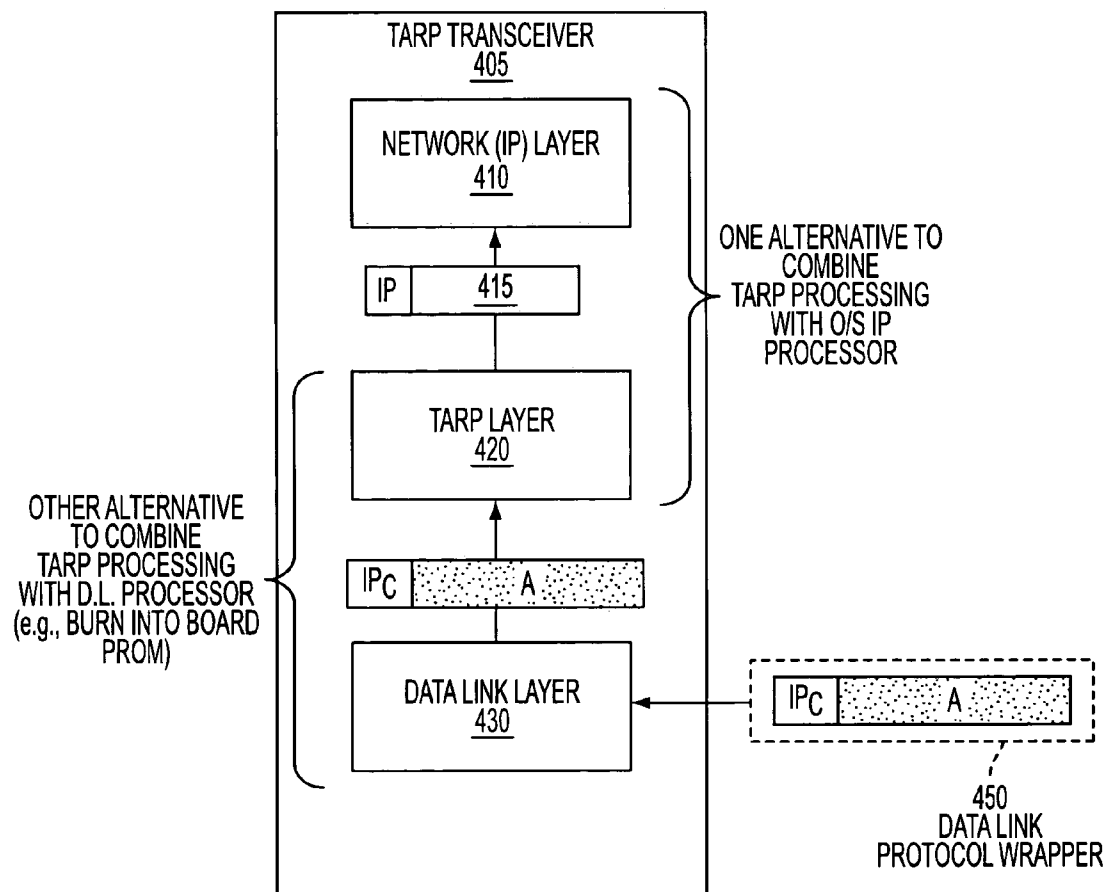 TARP TRANSCEIVER
405
NETWORK (IP) LAYER
410
IP
415
ONE ALTERNATIVE TO
COMBINE
TARP PROCESSING
WITH O/S IP
PROCESSOR
TARP LAYER
420
OTHER ALTERNATIVE
TO COMBINE
TARP PROCESSING
WITH D.L. PROCESSOR
(e.g., BURN INTO BOARD
PROM)
IPC
A
DATA LINK LAYER
430
IPC
A
450
DATA LINK
PROTOCOL WRAPPER